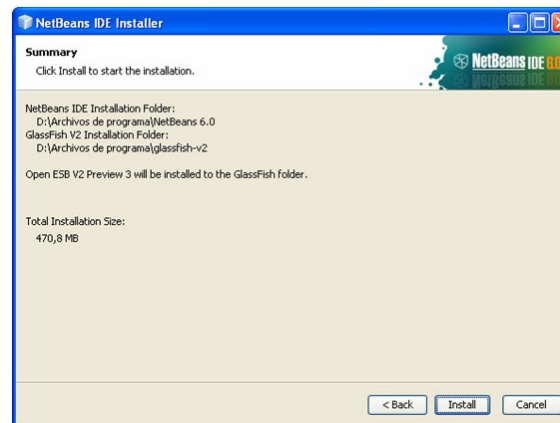 NetBeans IDE Installer
Summary
Click Install to start the installation.
NetBeans IDE 6.0
NetBeans IDE Installation Folder:
D:\Archivos de programa\NetBeans 6.0
GlassFish V2 Installation Folder:
D:\Archivos de programa\glassfish-v2
Open ESB V2 Preview 3 will be installed to the GlassFish folder.
Total Installation Size:
470,8 MB
< Back
Install
Cancel